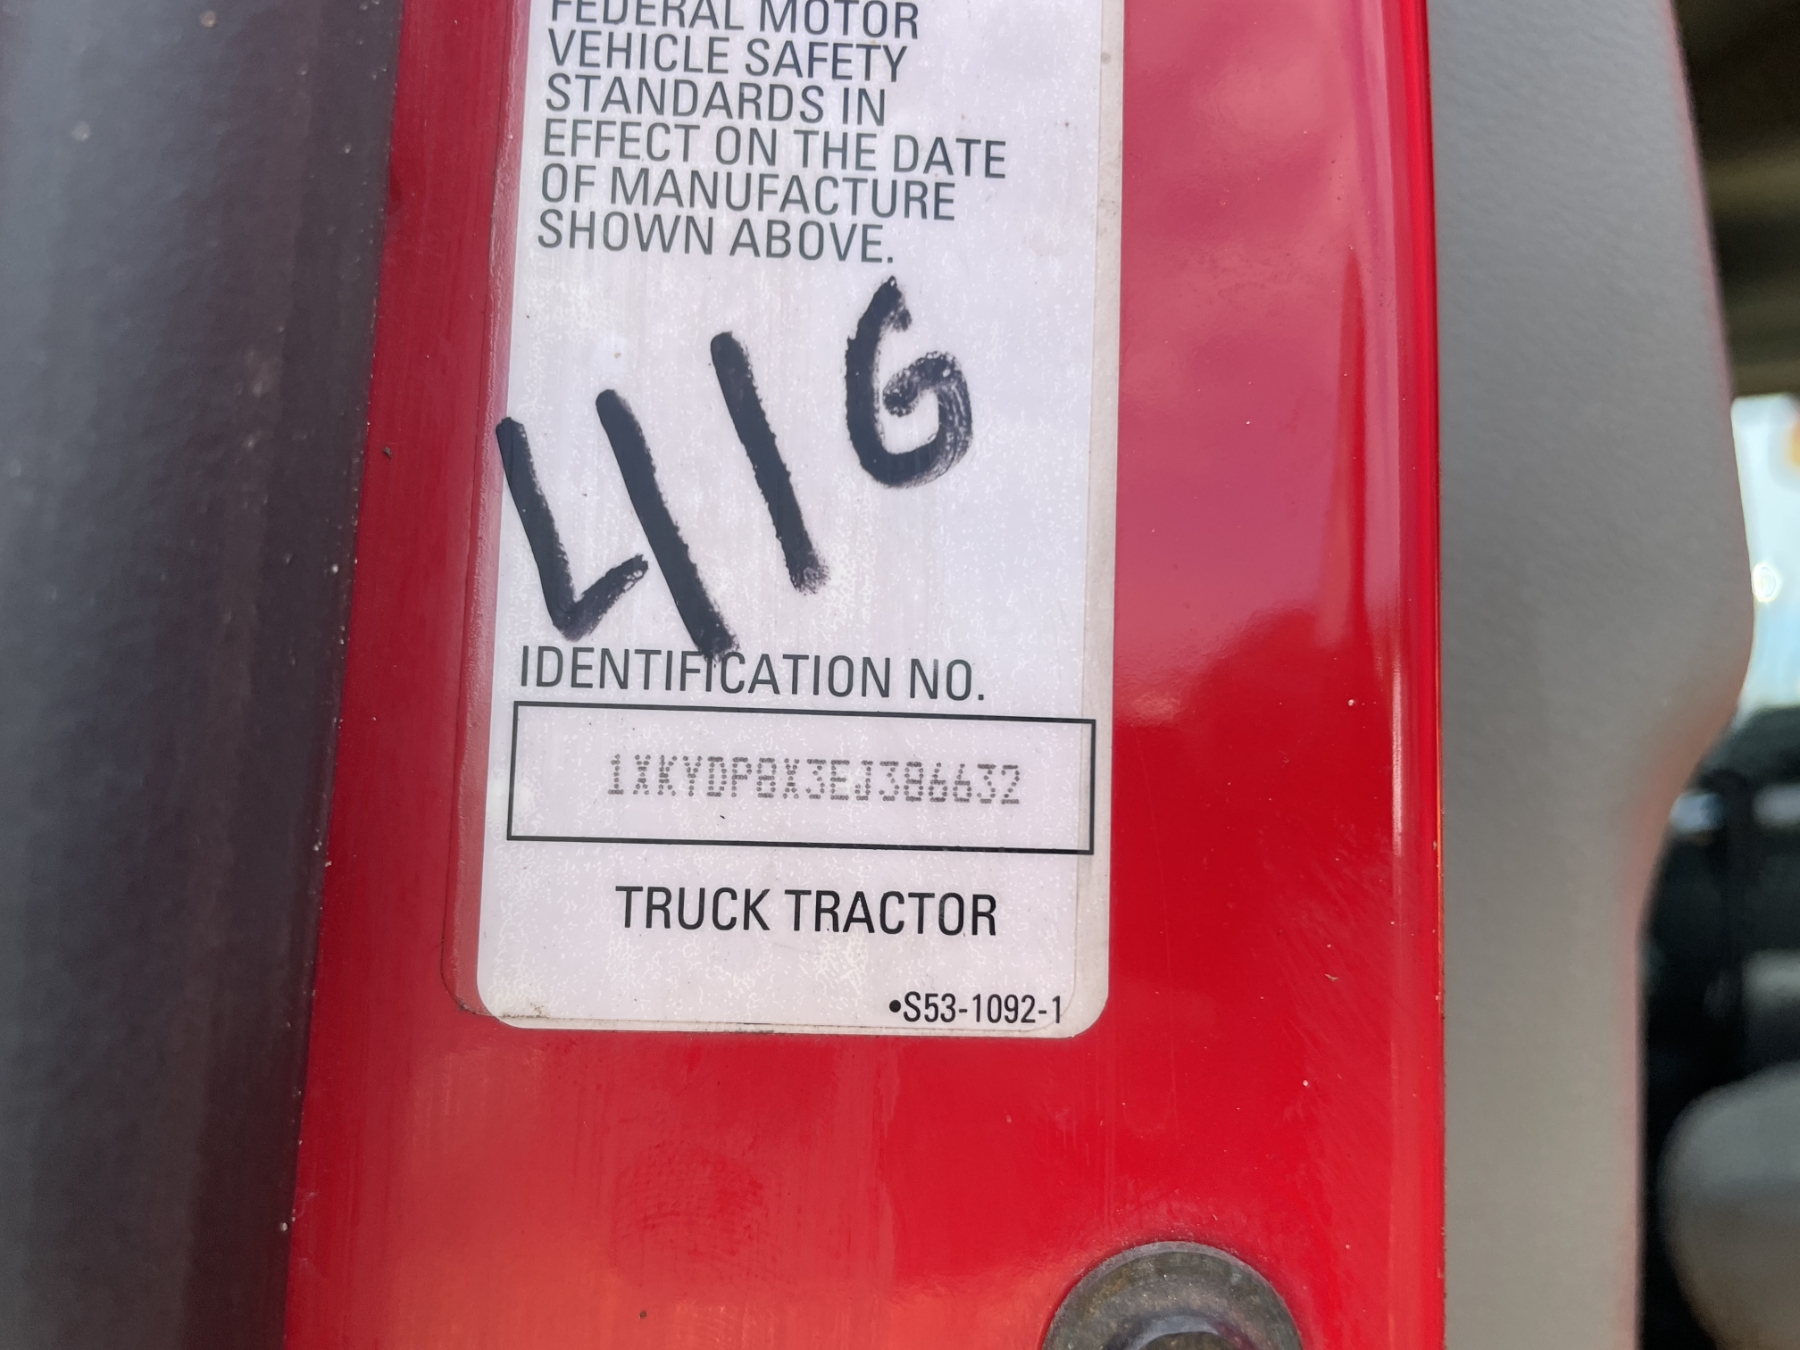 FEDERAL MOTOR
VEHICLE SAFETY
STANDARDS IN
EFFECT ON THE DATE
OF MANUFACTURE
SHOWN ABOVE.
416
IDENTIFICATION NO.
1XKYDP8X3EJ386632
TRUCK TRACTOR
•S53-1092-1